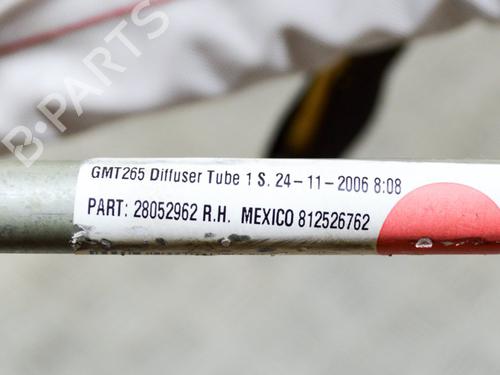 B-PARTS
GMT265 Diffuser Tube 1 S. 24-11-2006 8:08
PART: 28052962 R.H. MEXICO 812526762